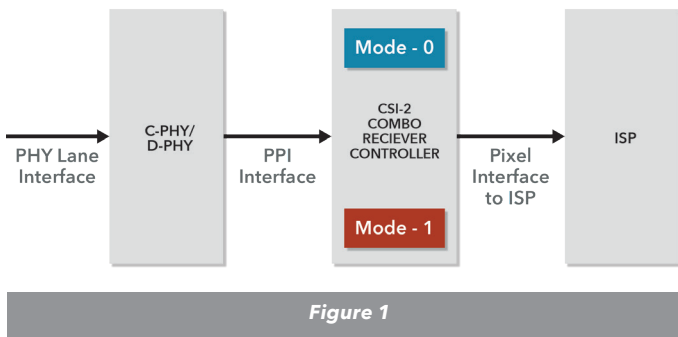 Mode - 0
C-PHY/
D-PHY
CSI-2
COMBO
RECIEVER
CONTROLLER
ISP
PHY Lane
Interface
PPI
Interface
Pixel
Interface
to ISP
Mode - 1
Figure 1